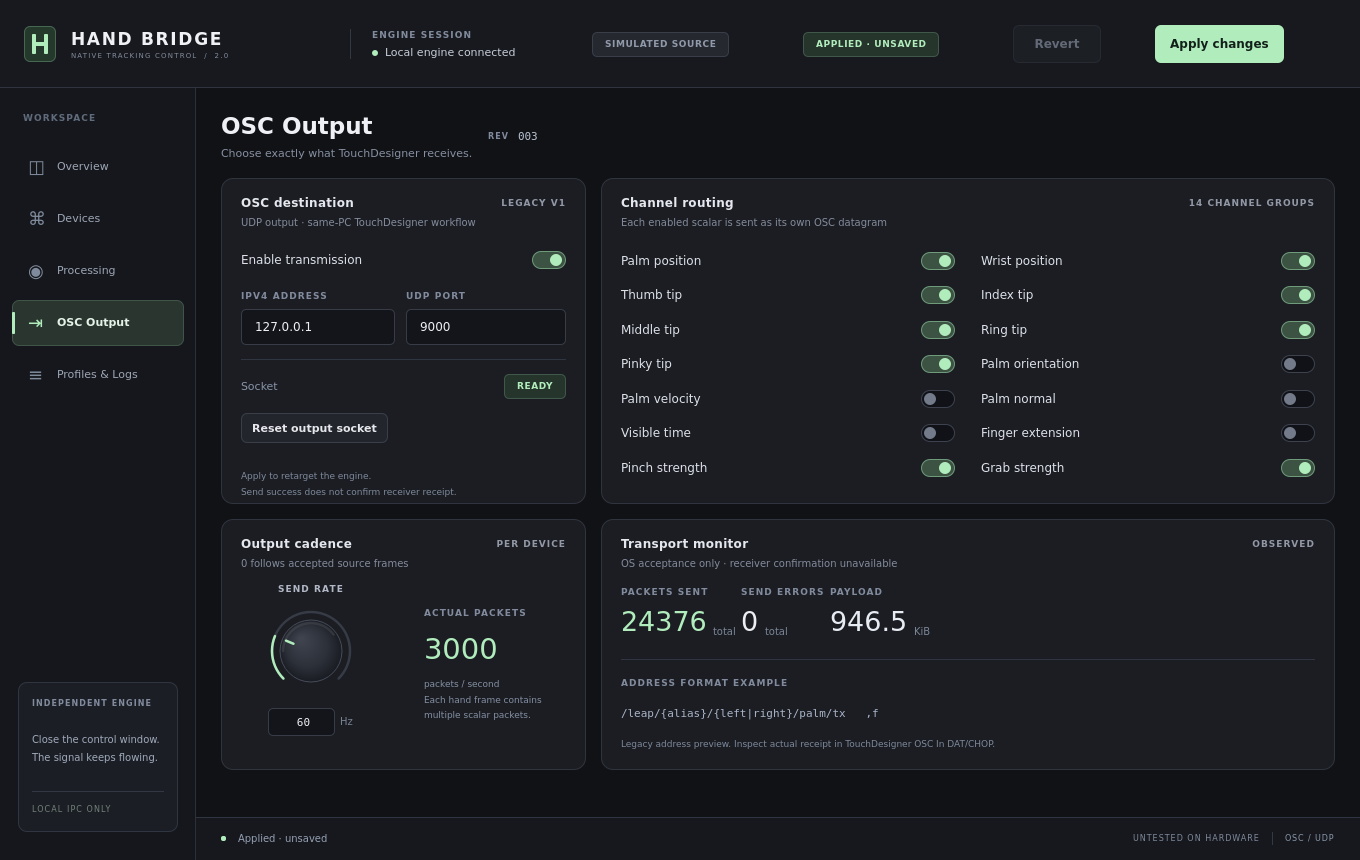 HAND BRIDGE
NATIVE TRACKING CONTROL / 2.0
ENGINE SESSION
Local engine connected
SIMULATED SOURCE
APPLIED · UNSAVED
Revert
Apply changes
WORKSPACE
Overview
Devices
Processing
OSC Output
Profiles & Logs
INDEPENDENT ENGINE
Close the control window.
The signal keeps flowing.
LOCAL IPC ONLY
OSC Output
REV 003
Choose exactly what TouchDesigner receives.
OSC destination
LEGACY V1
UDP output · same-PC TouchDesigner workflow
Enable transmission
IPV4 ADDRESS
UDP PORT
127.0.0.1
9000
Socket
READY
Reset output socket
Apply to retarget the engine.
Send success does not confirm receiver receipt.
Channel routing
14 CHANNEL GROUPS
Each enabled scalar is sent as its own OSC datagram
Palm position
Wrist position
Thumb tip
Index tip
Middle tip
Ring tip
Pinky tip
Palm orientation
Palm velocity
Palm normal
Visible time
Finger extension
Pinch strength
Grab strength
Output cadence
PER DEVICE
0 follows accepted source frames
SEND RATE
60 Hz
ACTUAL PACKETS
3000
packets / second
Each hand frame contains
multiple scalar packets.
Transport monitor
OBSERVED
OS acceptance only · receiver confirmation unavailable
PACKETS SENT
SEND ERRORS
PAYLOAD
24376 total
0 total
946.5 KiB
ADDRESS FORMAT EXAMPLE
/leap/{alias}/{left|right}/palm/tx ,f
Legacy address preview. Inspect actual receipt in TouchDesigner OSC In DAT/CHOP.
Applied · unsaved
UNTESTED ON HARDWARE
OSC / UDP